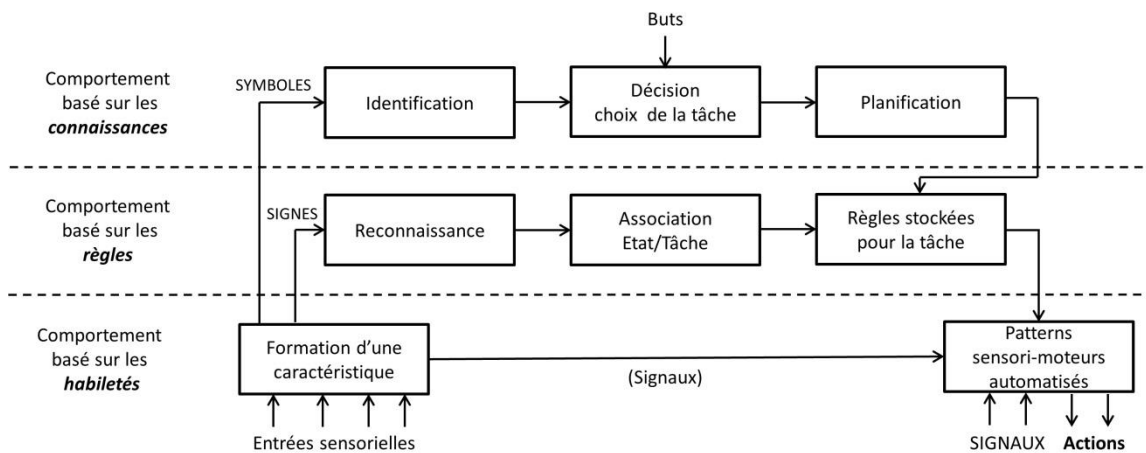 Buts
Comportement
basé sur les
connaissances
SYMBOLES
Identification
Décision
choix de la tâche
Planification
Comportement
basé sur les
règles
SIGNES
Reconnaissance
Association
Etat/Tâche
Règles stockées
pour la tâche
Comportement
basé sur les
habiletés
Formation d'une
caractéristique
(Signaux)
Patterns
sensori-moteurs
automatisés
Entrées sensorielles
SIGNAUX
Actions